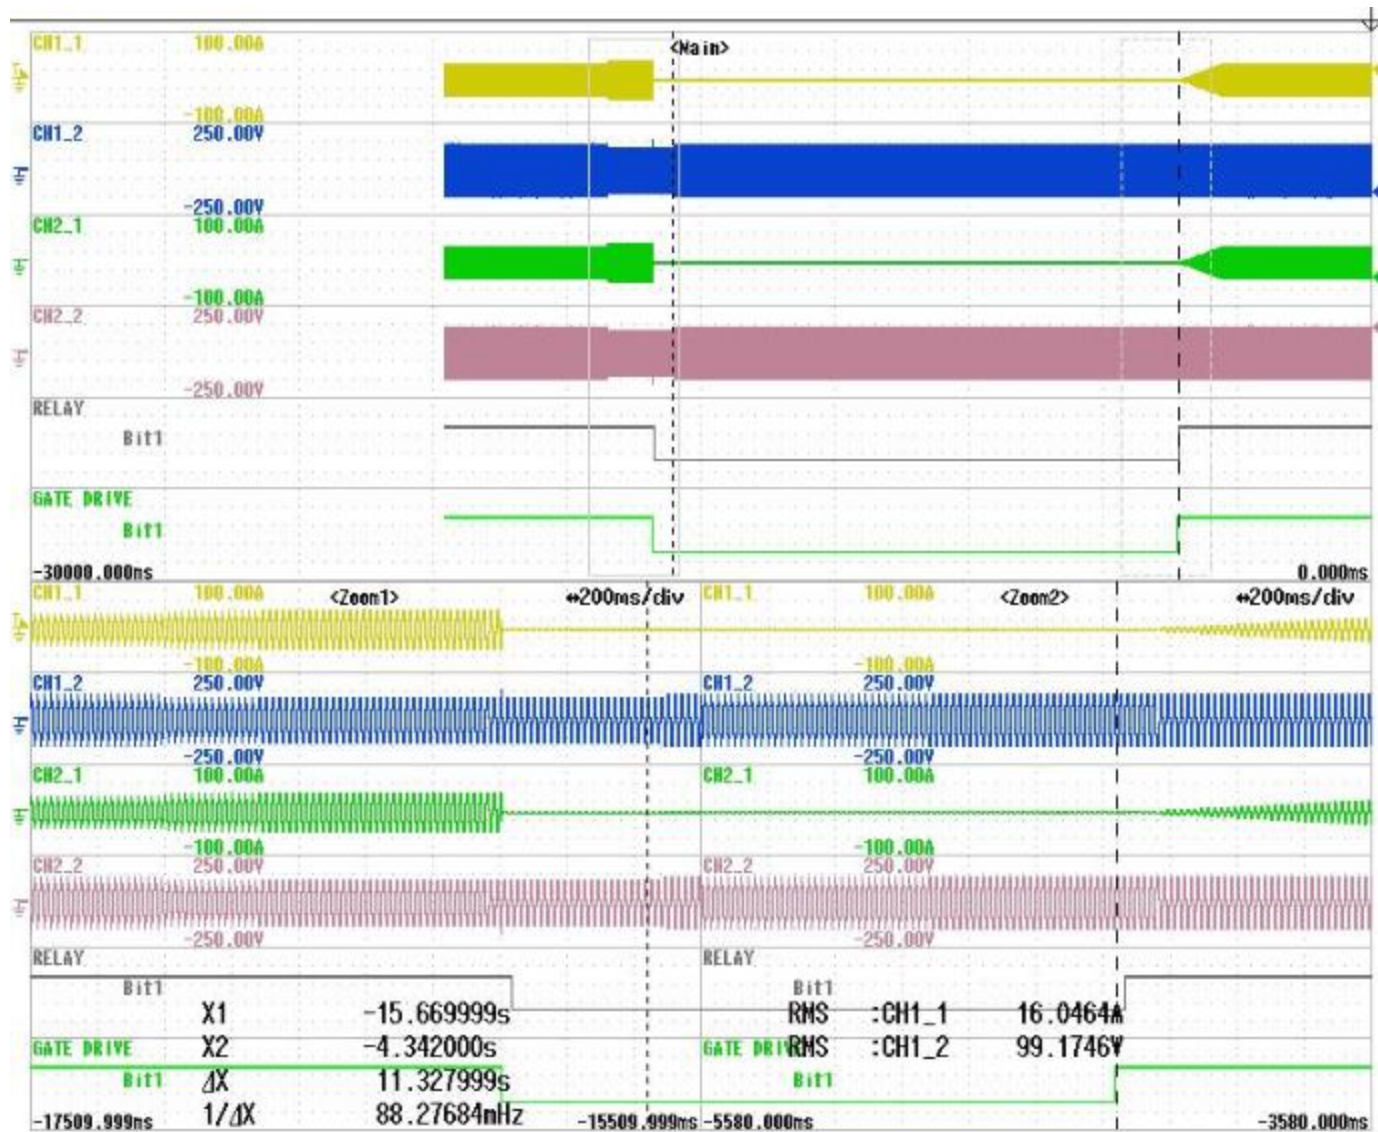 CH1_1 100.00A <Main>
-100.00A
CH1_2 250.00V
-250.00V
CH2_1 100.00A
-100.00A
CH2_2 250.00V
-250.00V
RELAY
Bit1
GATE DRIVE
Bit1
-30000.000ms 0.000ms
CH1_1 100.00A <Zoom1> ↔200ms/div CH1_1 100.00A <Zoom2> ↔200ms/div
-100.00A -100.00A
CH1_2 250.00V CH1_2 250.00V
-250.00V -250.00V
CH2_1 100.00A CH2_1 100.00A
-100.00A -100.00A
CH2_2 250.00V CH2_2 250.00V
-250.00V -250.00V
RELAY RELAY
Bit1 Bit1
X1 -15.669999s RMS :CH1_1 16.0464A
GATE DRIVE X2 -4.342000s GATE DRIVE RMS :CH1_2 99.1746V
Bit1 ΔX 11.327999s Bit1
-17509.999ms 1/ΔX 88.27684mHz -15509.999ms -5580.000ms -3580.000ms